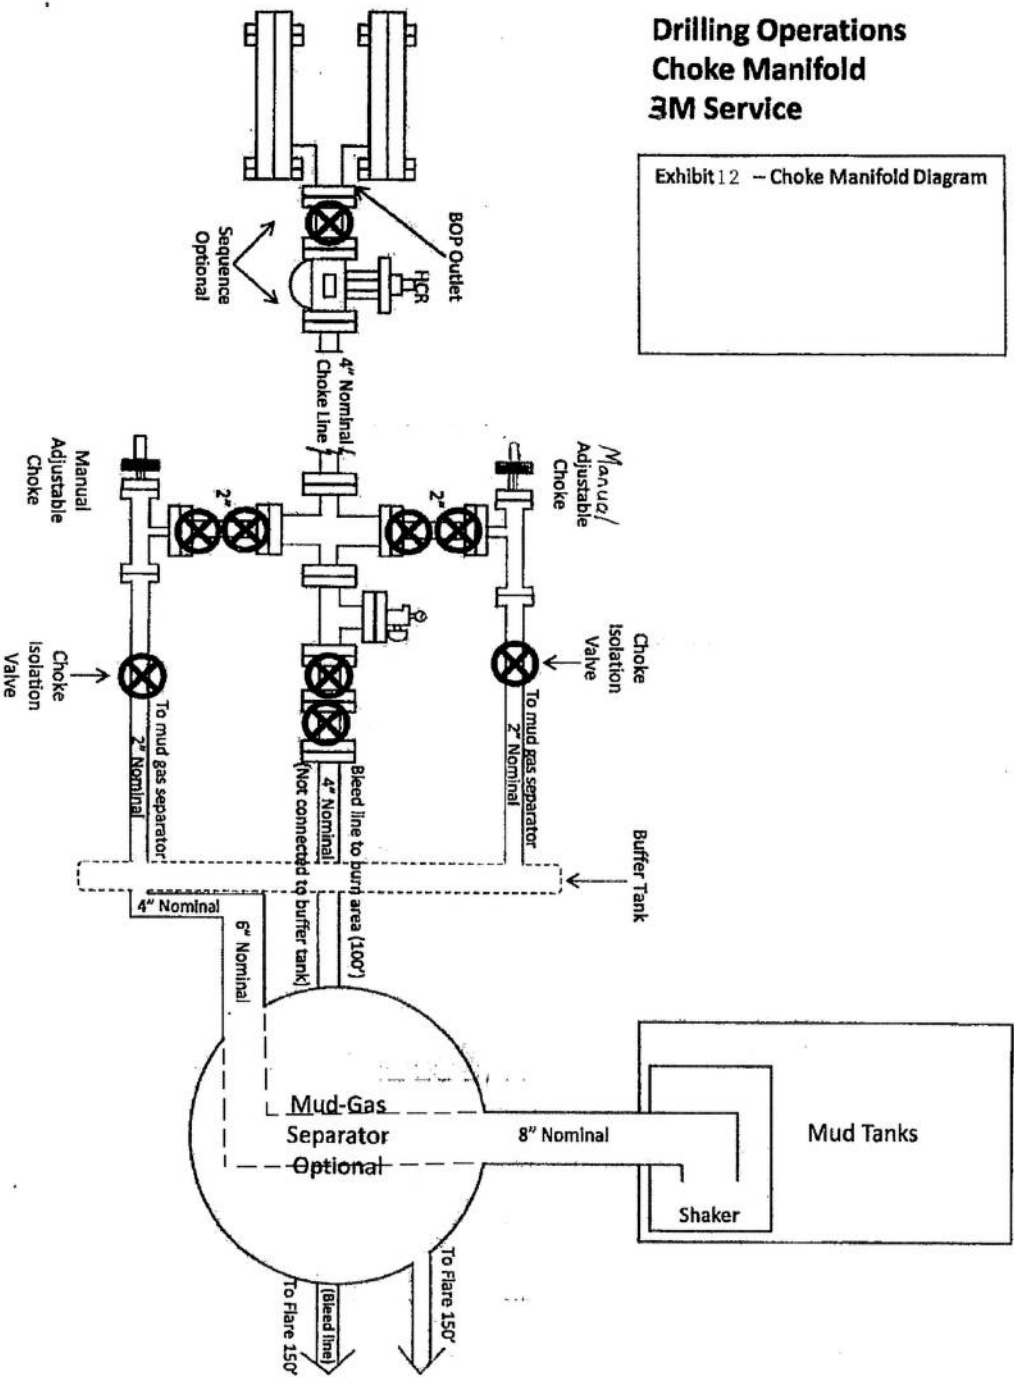 Drilling Operations
Choke Manifold
3M Service
Exhibit 12 – Choke Manifold Diagram
BOP Outlet
HCR
Sequence
Optional
4" Nominal
Choke Line
Manual
Adjustable
Choke
2"
2"
Manual
Adjustable
Choke
Choke
Isolation
Valve
Choke
Isolation
Valve
To mud gas separator
2" Nominal
To mud gas separator
2" Nominal
Bleed line to burn area (100')
4" Nominal
(Not connected to buffer tank)
Buffer Tank
4" Nominal
6" Nominal
Mud-Gas
Separator
Optional
8" Nominal
Mud Tanks
Shaker
To Flare 150'
(Bleed line)
To Flare 150'